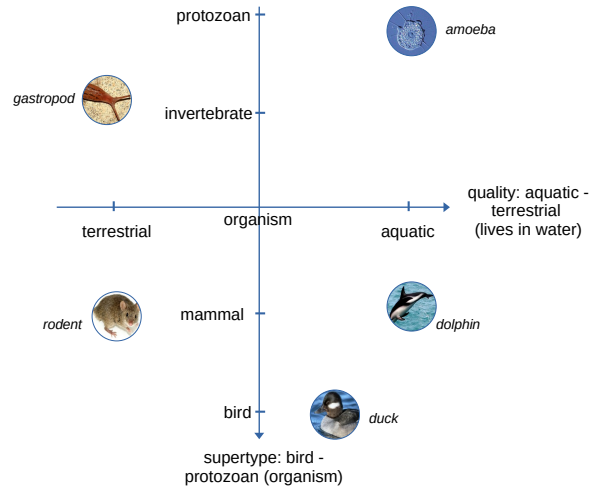 protozoan
amoeba
gastropod
invertebrate
quality: aquatic -
terrestrial
(lives in water)
organism
terrestrial
aquatic
mammal
rodent
dolphin
bird
duck
supertype: bird -
protozoan (organism)